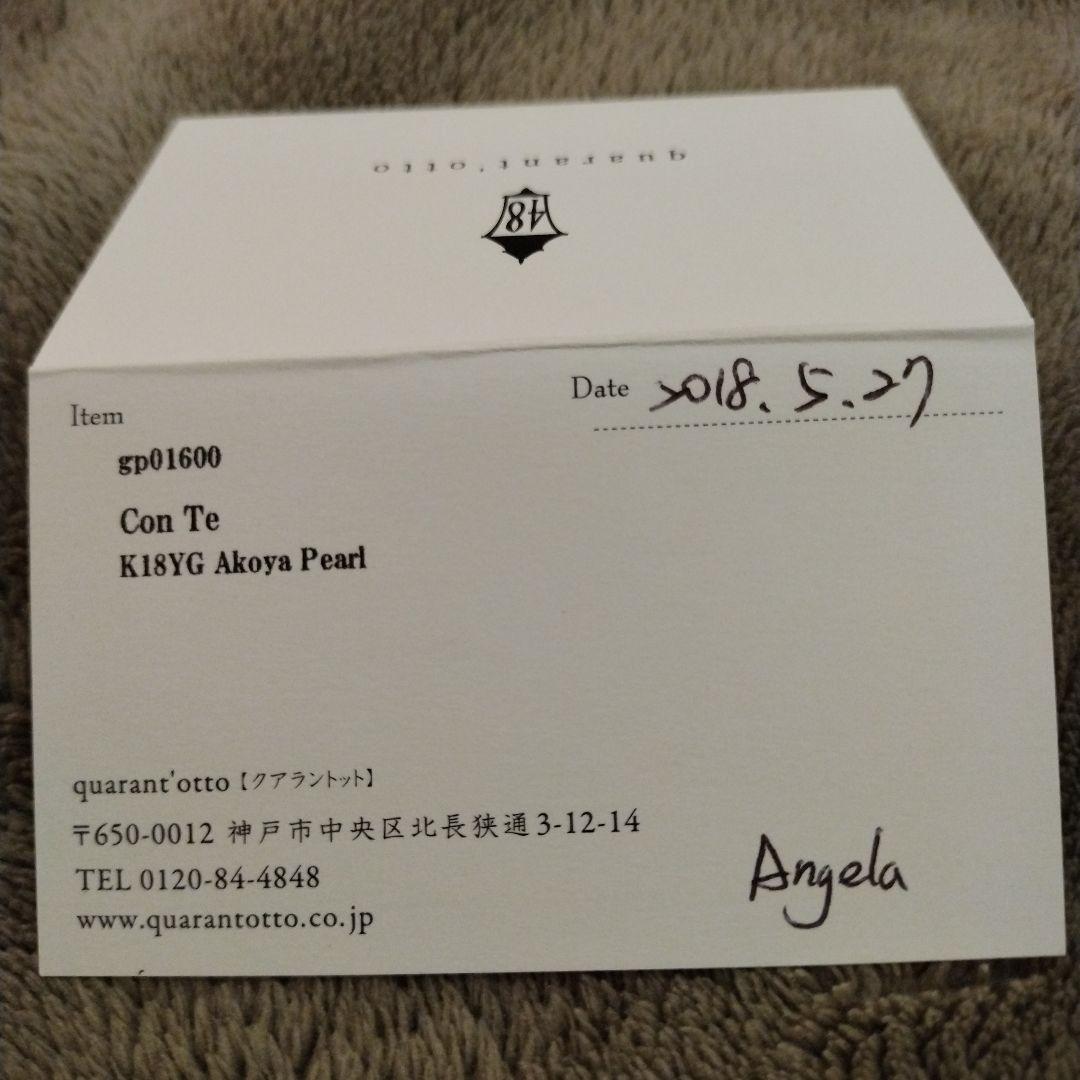 quarant'otto
48
Date 2018.5.27
Item
gp01600
Con Te
K18YG Akoya Pearl
quarant'otto【クアラントット】
〒650-0012 神戸市中央区北長狭通3-12-14
TEL 0120-84-4848
www.quarantotto.co.jp
Angela